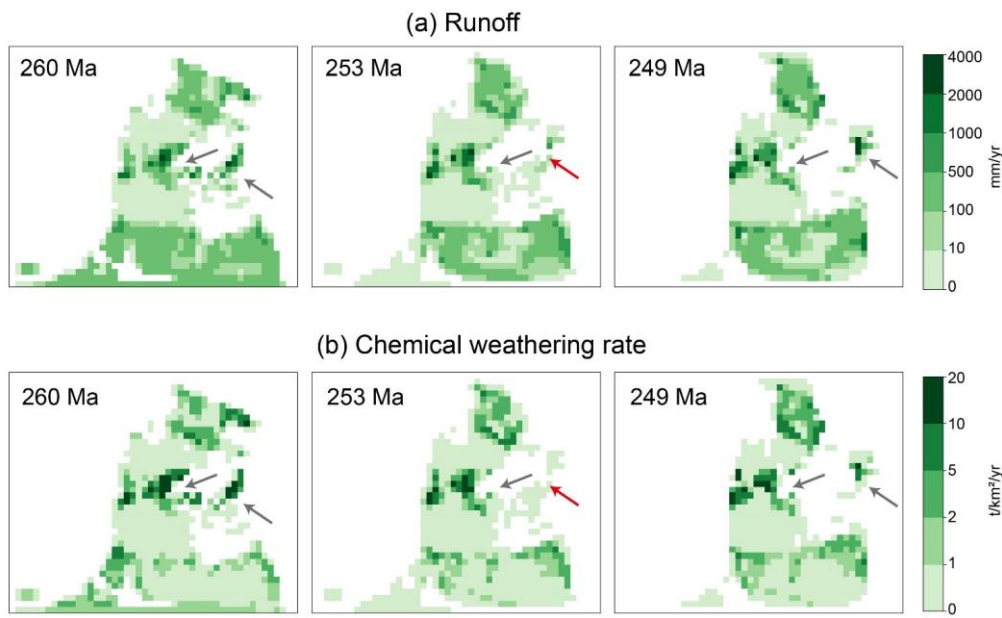 (a) Runoff
260 Ma
253 Ma
249 Ma
4000
2000
1000
500
100
10
0
mm/yr
(b) Chemical weathering rate
260 Ma
253 Ma
249 Ma
20
10
5
2
1
0
t/km²/yr